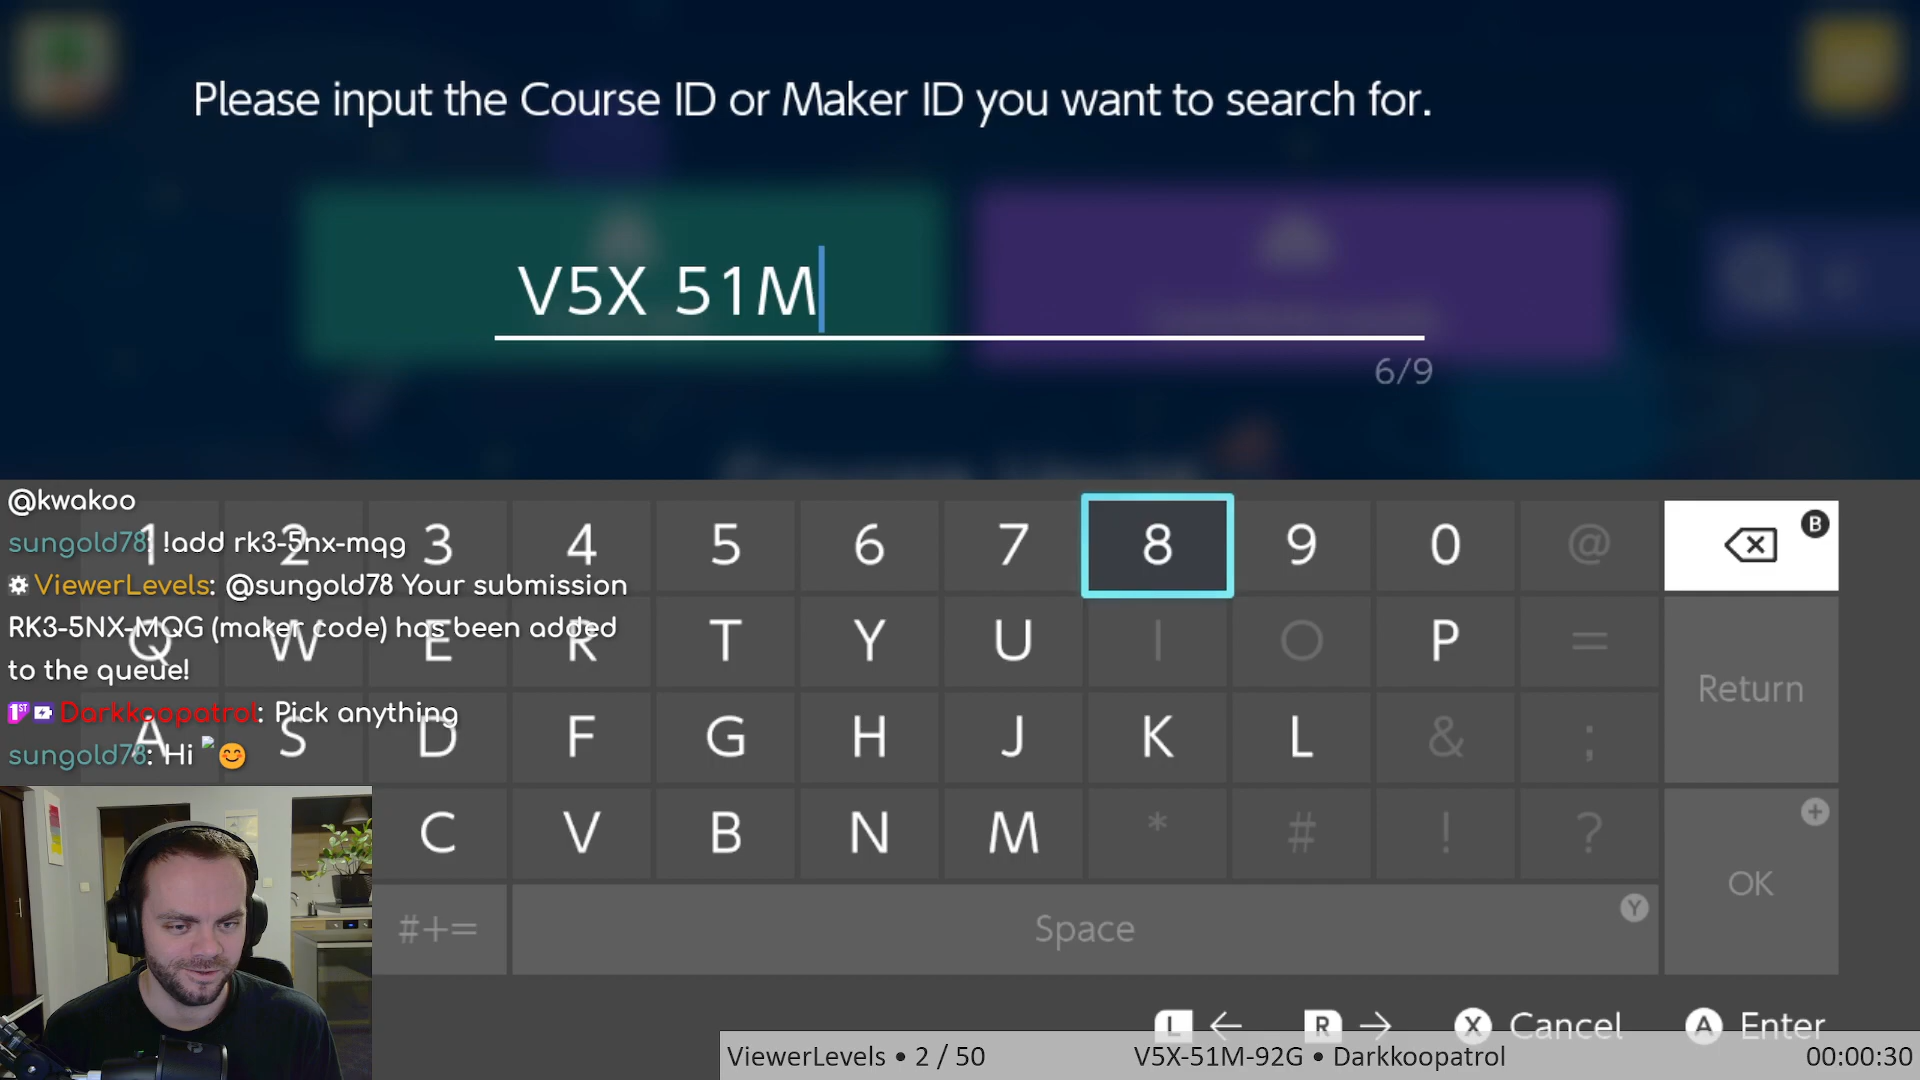 Please input the Course ID or Maker ID you want to search for.
V5X 51M
6/9
@kwakoo
sungold78: !add rk3-5nx-mqg
ViewerLevels: @sungold78 Your submission
RK3-5NX-MQG (maker code) has been added
to the queue!
1ST Darkkoopatrol: Pick anything
sungold78: Hi 😊
1 2 3 4 5 6 7 8 9 0 @ B
Q W E R T Y U I O P =
Return
A S D F G H J K L & ;
C V B N M * # ! ? +
OK
#+= Space Y
L ← R → X Cancel A Enter
ViewerLevels • 2 / 50 V5X-51M-92G • Darkkoopatrol 00:00:30